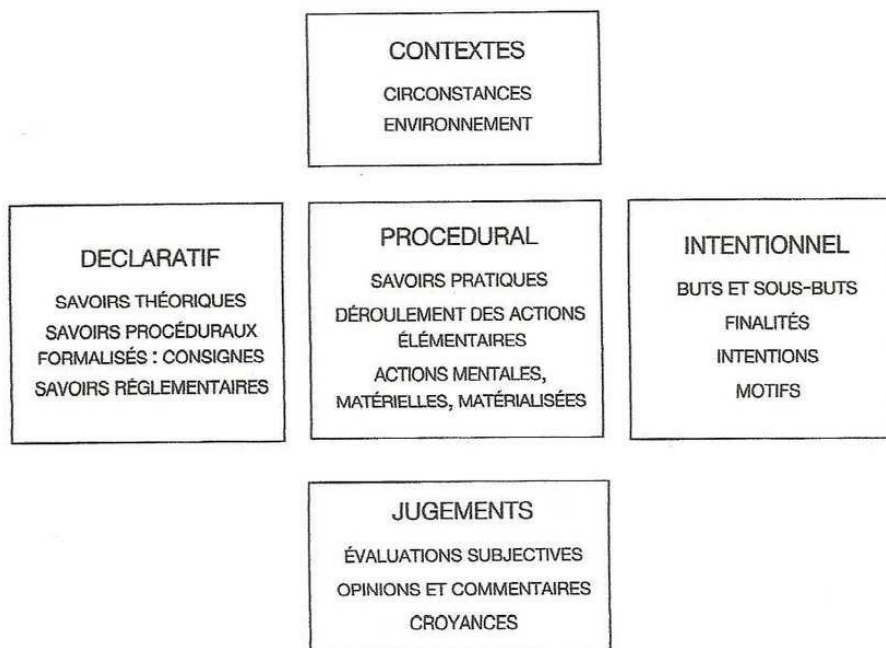 CONTEXTES
CIRCONSTANCES
ENVIRONNEMENT
DECLARATIF
SAVOIRS THÉORIQUES
SAVOIRS PROCÉDURAUX
FORMALISÉS : CONSIGNES
SAVOIRS RÉGLEMENTAIRES
PROCEDURAL
SAVOIRS PRATIQUES
DÉROULEMENT DES ACTIONS
ÉLÉMENTAIRES
ACTIONS MENTALES,
MATÉRIELLES, MATÉRIALISÉES
INTENTIONNEL
BUTS ET SOUS-BUTS
FINALITÉS
INTENTIONS
MOTIFS
JUGEMENTS
ÉVALUATIONS SUBJECTIVES
OPINIONS ET COMMENTAIRES
CROYANCES